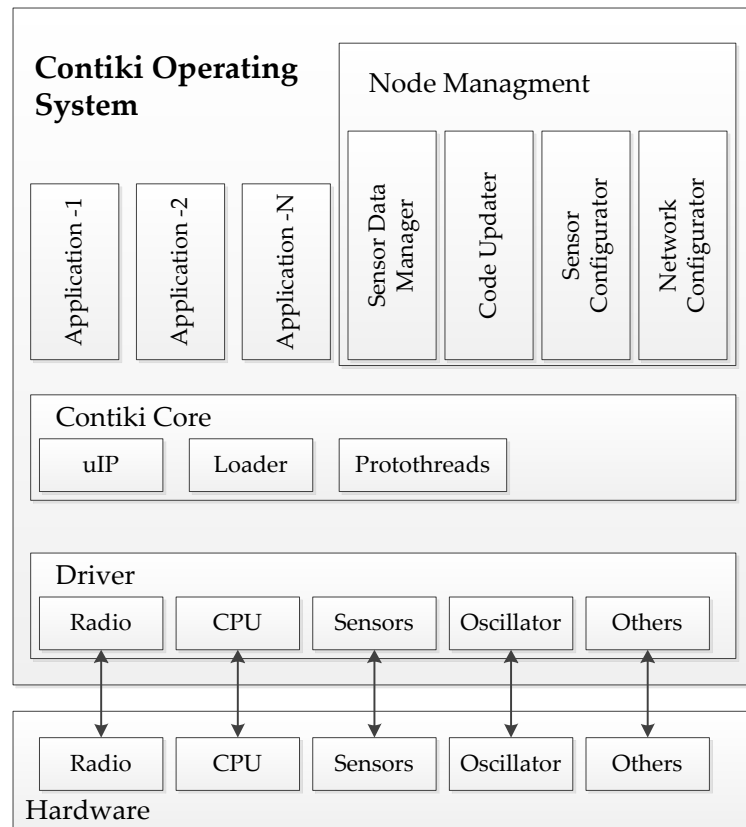 Contiki Operating
System
Node Managment
Application -1
Application -2
Application -N
Sensor Data
Manager
Code Updater
Sensor
Configurator
Network
Configurator
Contiki Core
uIP
Loader
Protothreads
Driver
Radio
CPU
Sensors
Oscillator
Others
Radio
CPU
Sensors
Oscillator
Others
Hardware